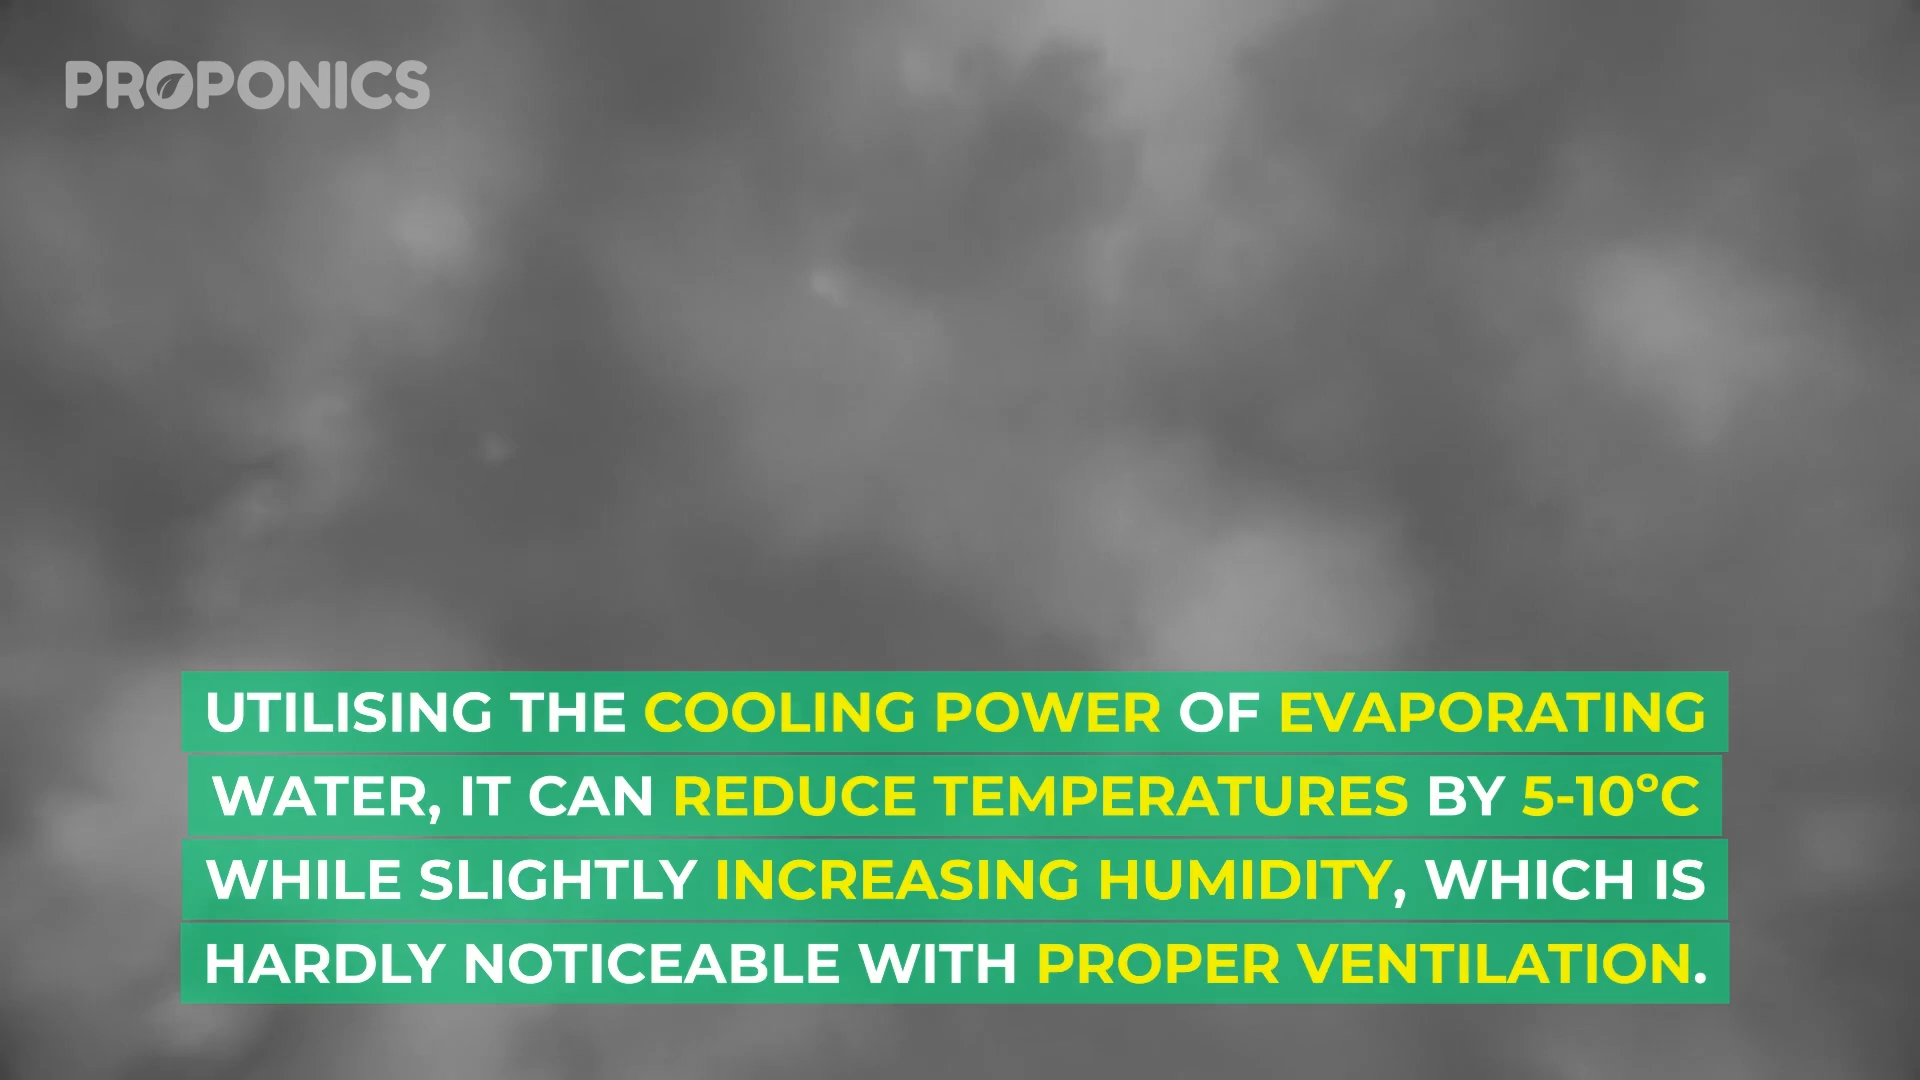 PROPONICS
UTILISING THE COOLING POWER OF EVAPORATING
WATER, IT CAN REDUCE TEMPERATURES BY 5-10ºC
WHILE SLIGHTLY INCREASING HUMIDITY, WHICH IS
HARDLY NOTICEABLE WITH PROPER VENTILATION.